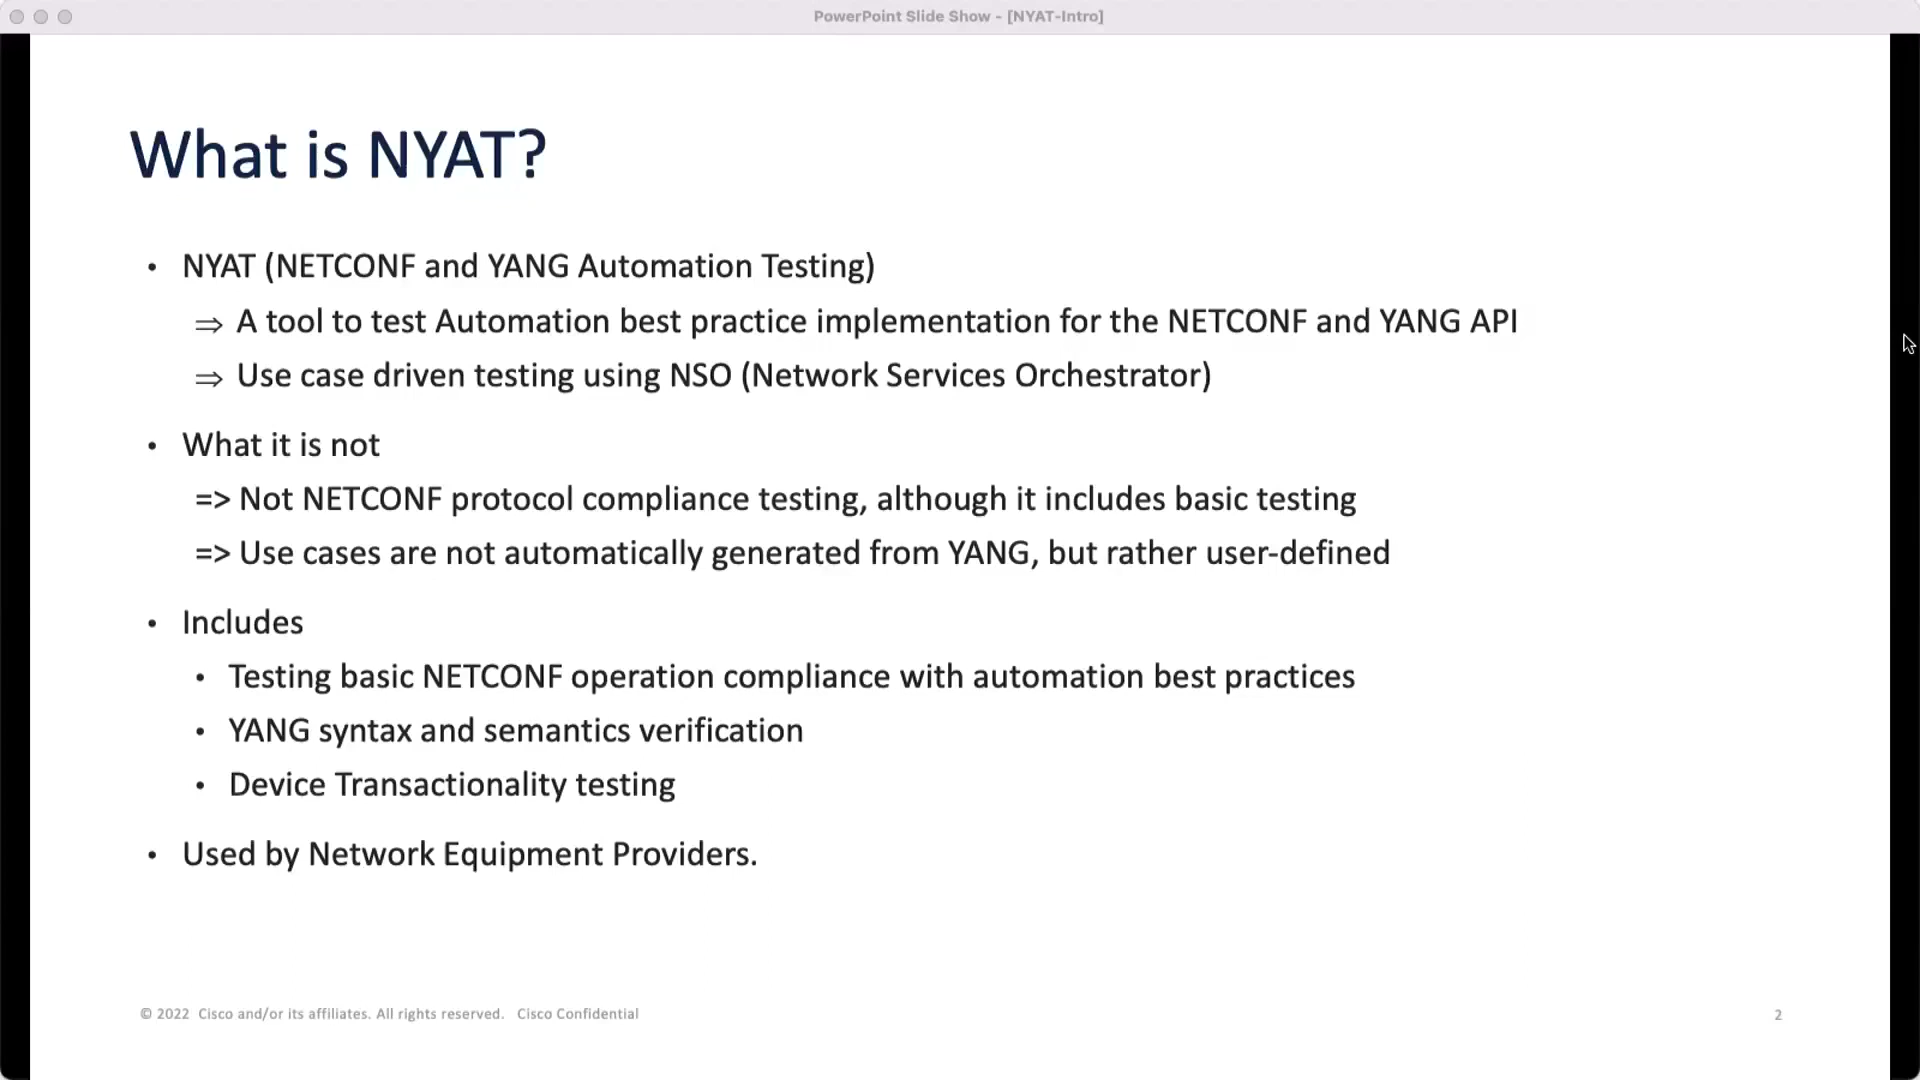 PowerPoint Slide Show - [NYAT-Intro]
What is NYAT?
• NYAT (NETCONF and YANG Automation Testing)
⇒ A tool to test Automation best practice implementation for the NETCONF and YANG API
⇒ Use case driven testing using NSO (Network Services Orchestrator)
• What it is not
=> Not NETCONF protocol compliance testing, although it includes basic testing
=> Use cases are not automatically generated from YANG, but rather user-defined
• Includes
• Testing basic NETCONF operation compliance with automation best practices
• YANG syntax and semantics verification
• Device Transactionality testing
• Used by Network Equipment Providers.
© 2022 Cisco and/or its affiliates. All rights reserved. Cisco Confidential
2